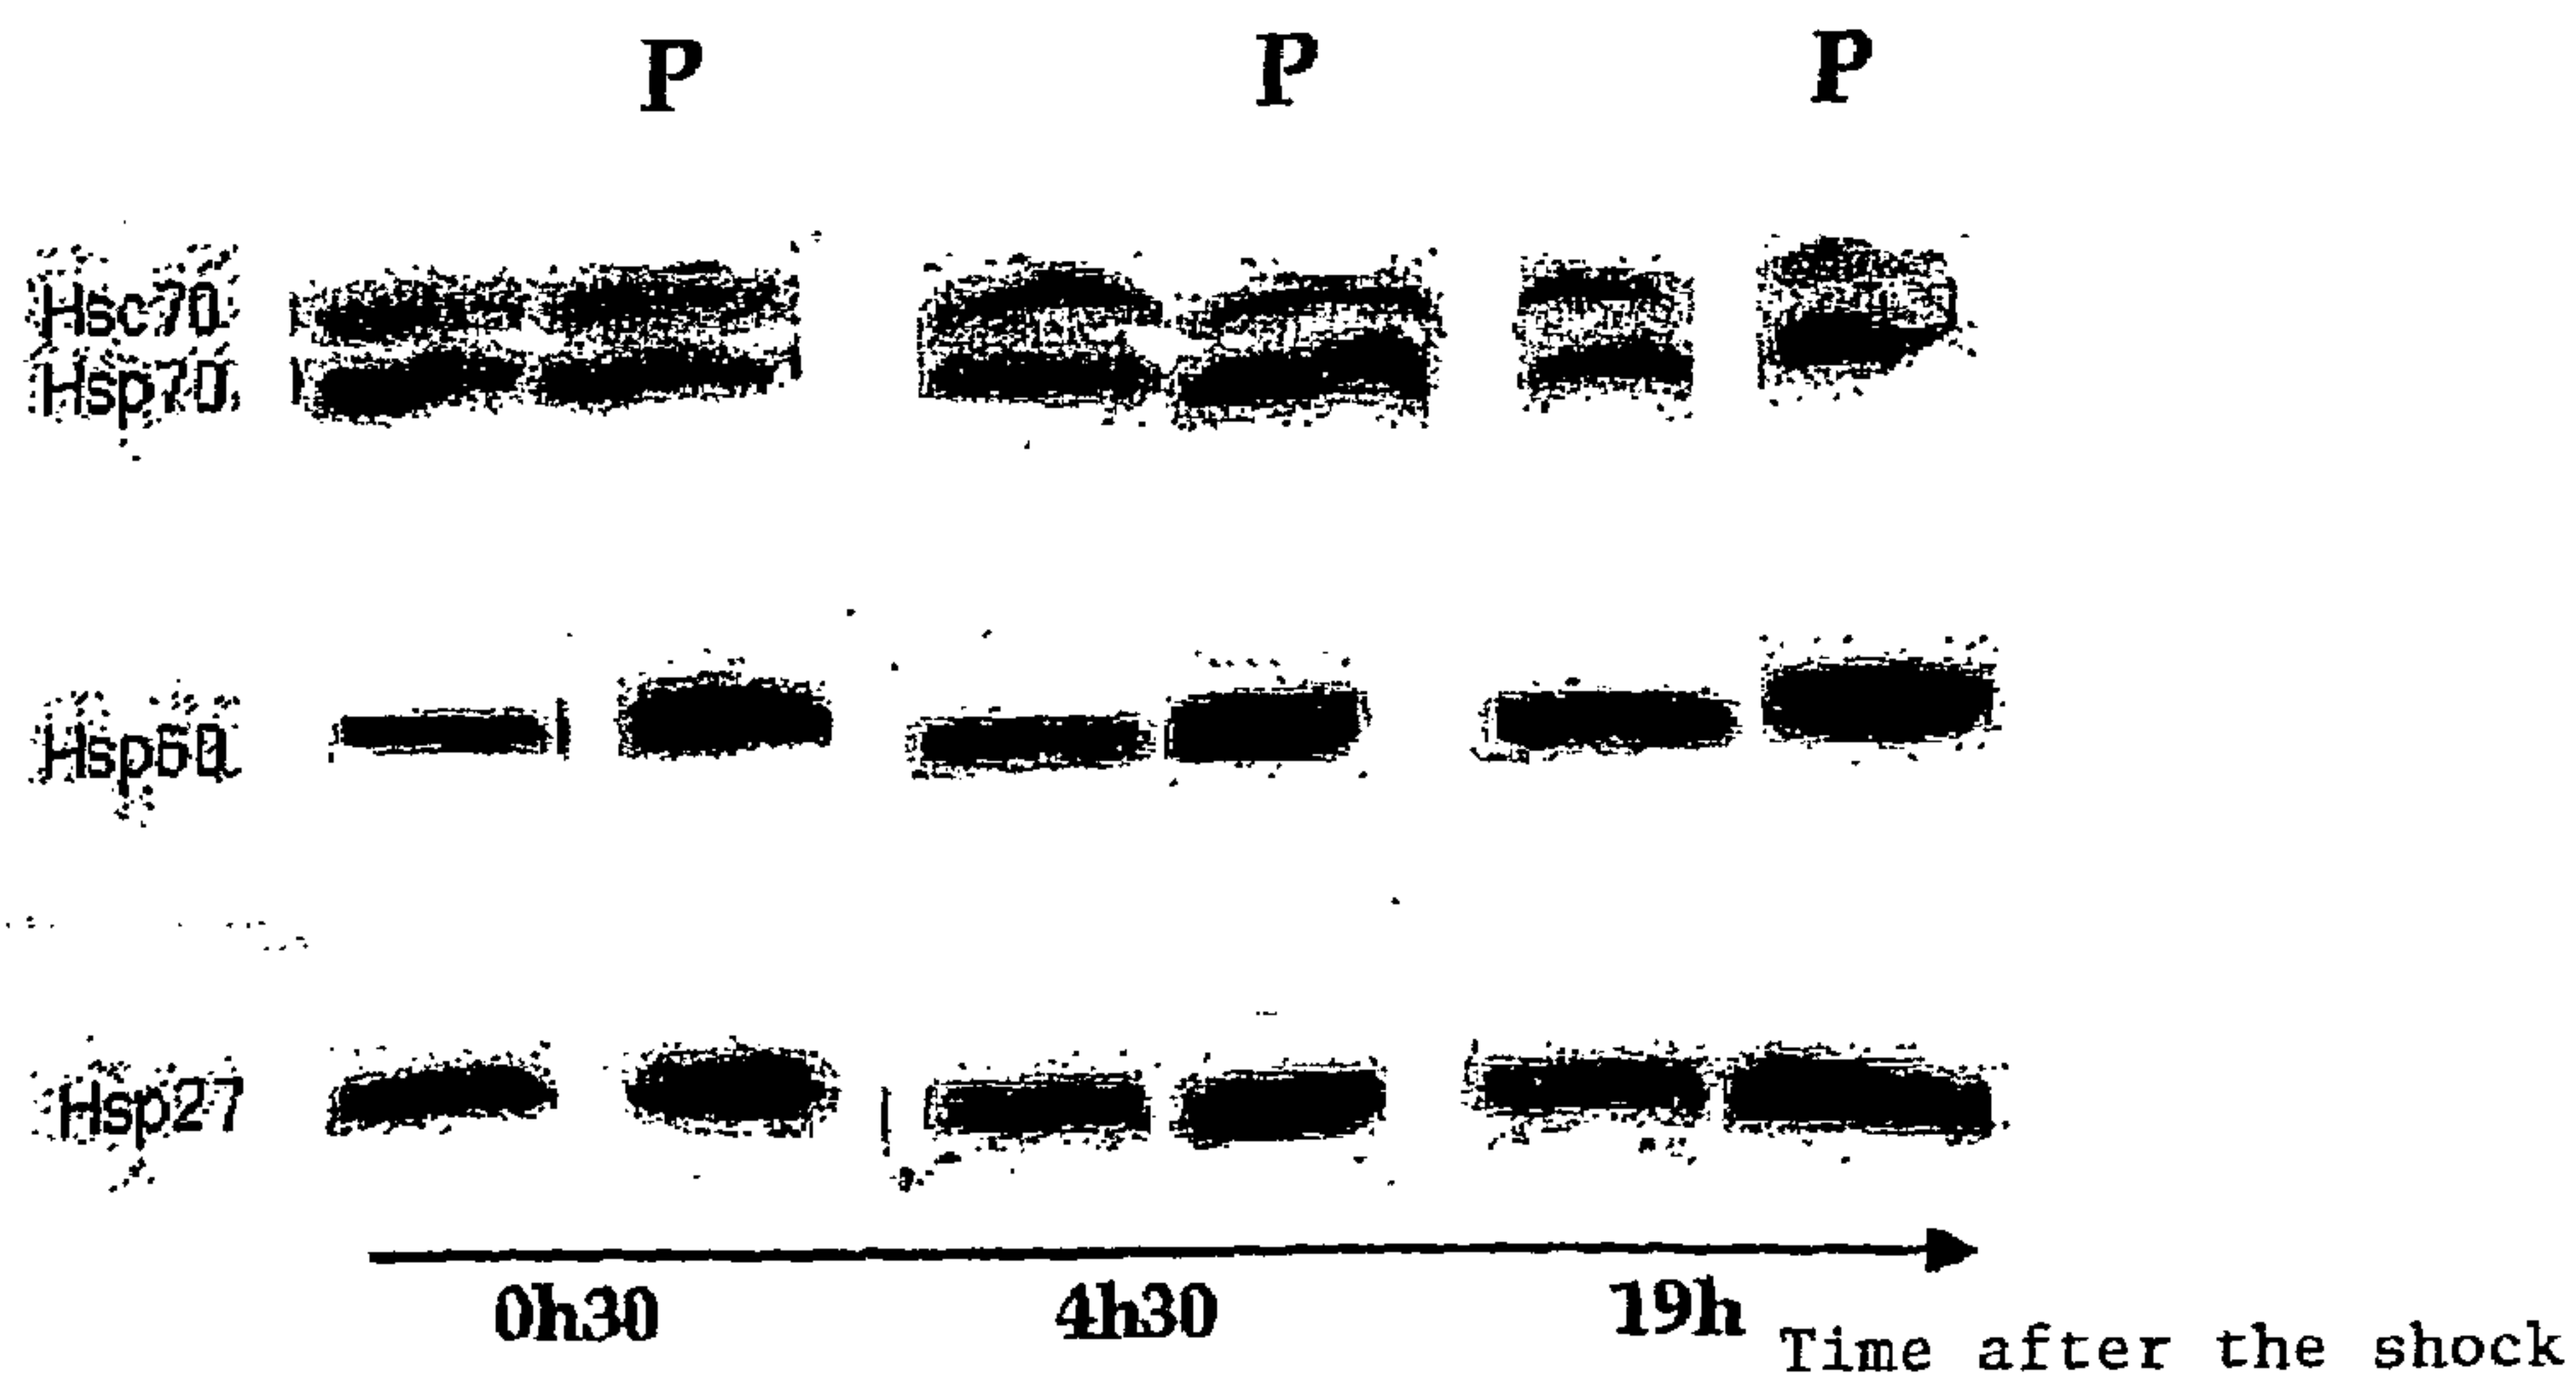 P P P
Hsc70
Hsp70
Hsp60
Hsp27
0h30 4h30 19h
Time after the shock